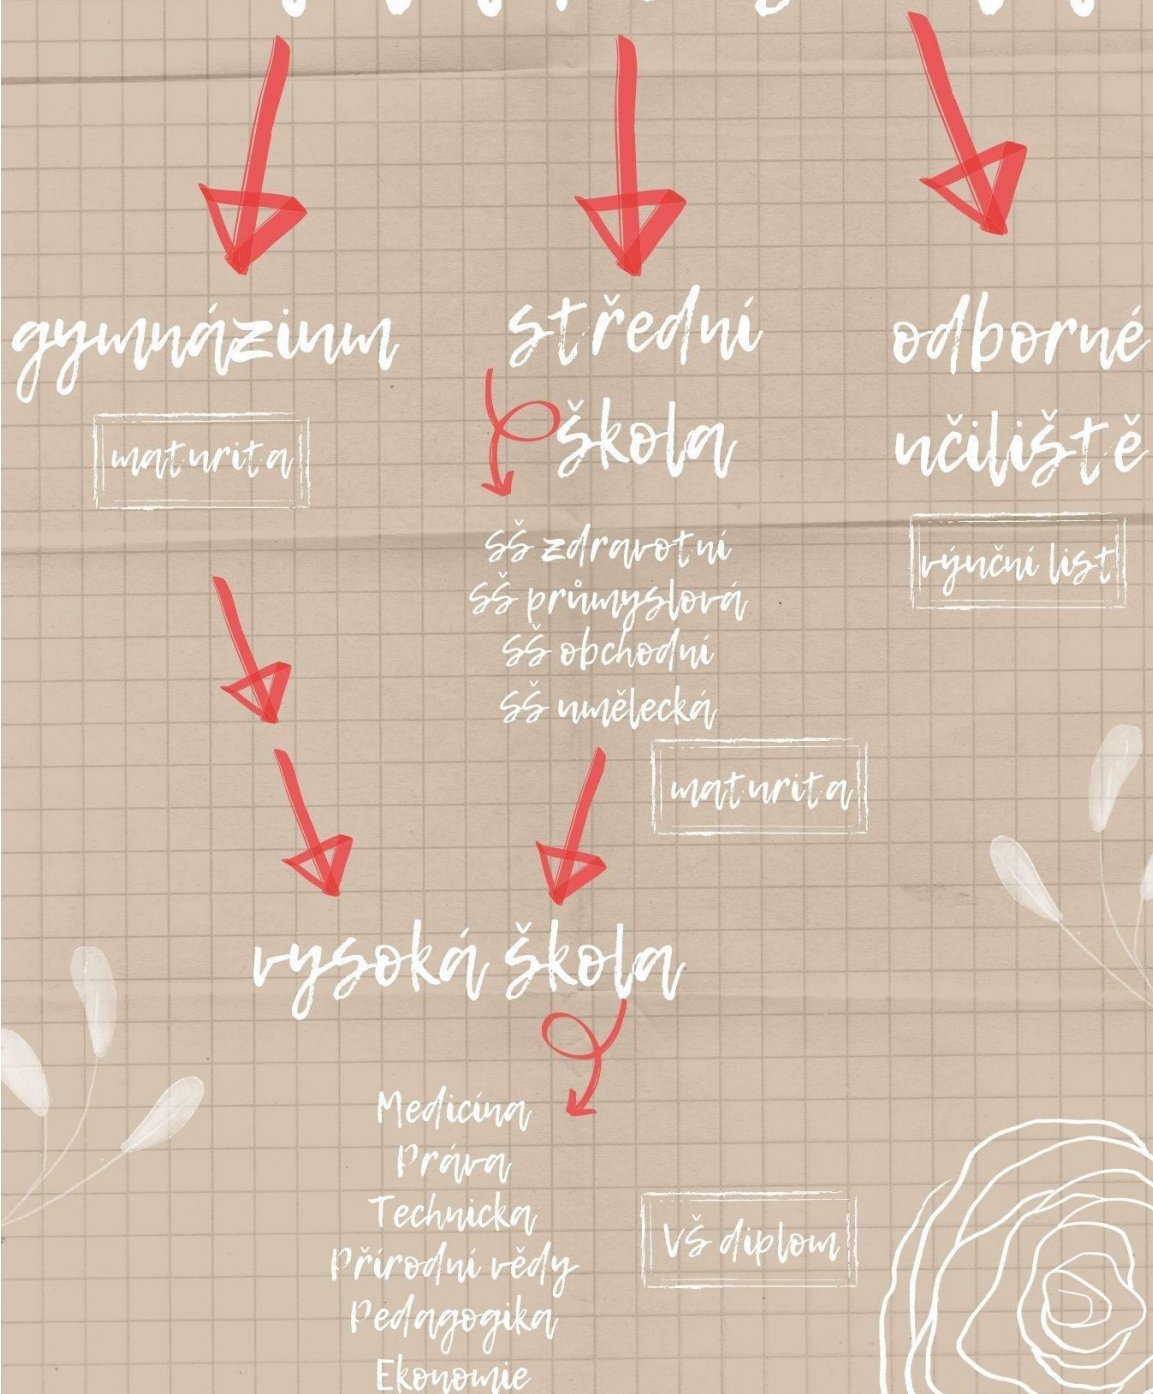 gymnázium
maturita
střední
škola
SŠ zdravotní
SŠ průmyslová
SŠ obchodní
SŠ umělecká
maturita
odborné
učiliště
výuční list
vysoká škola
Medicína
Práva
Technicka
Přírodní vědy
Pedagogika
Ekonomie
VŠ diplom